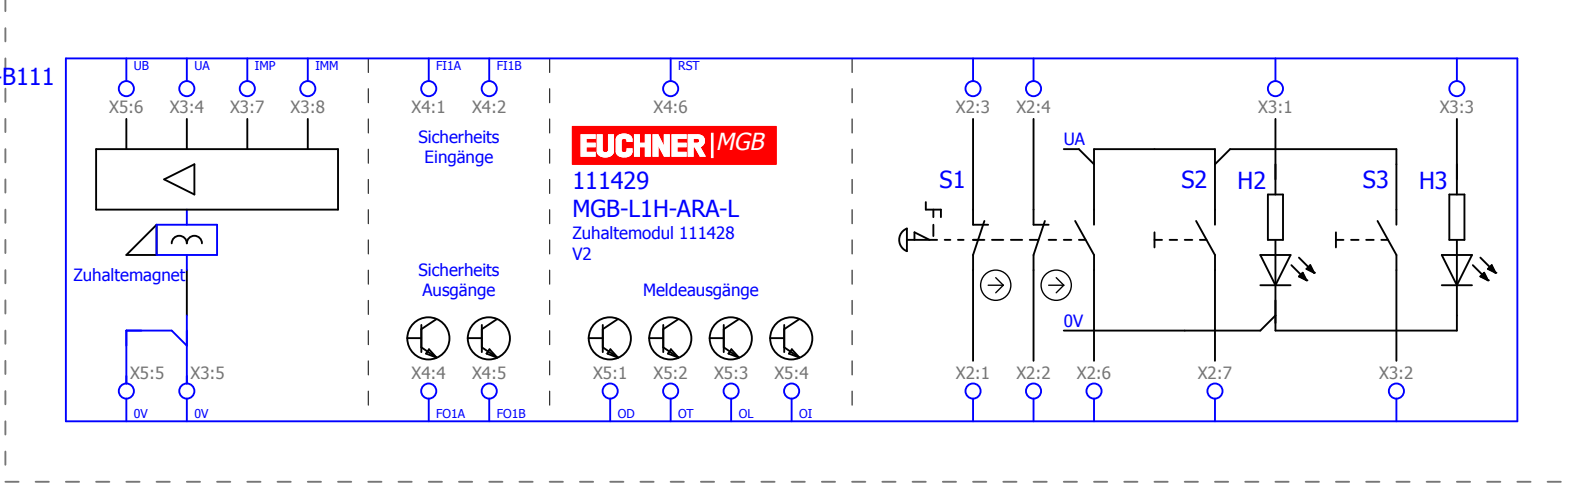 -B111
UB UA IMP IMM FI1A FI1B RST
X5:6 X3:4 X3:7 X3:8 X4:1 X4:2 X4:6 X2:3 X2:4 X3:1 X3:3
Sicherheits
Eingänge
EUCHNER|MGB
111429
MGB-L1H-ARA-L
Zuhaltemodul 111428
V2
UA
S1 S2 H2 S3 H3
Zuhaltemagnet
Sicherheits
Ausgänge
Meldeausgänge
0V
X5:5 X3:5 X4:4 X4:5 X5:1 X5:2 X5:3 X5:4 X2:1 X2:2 X2:6 X2:7 X3:2
0V 0V FO1A FO1B OD OT OL OI